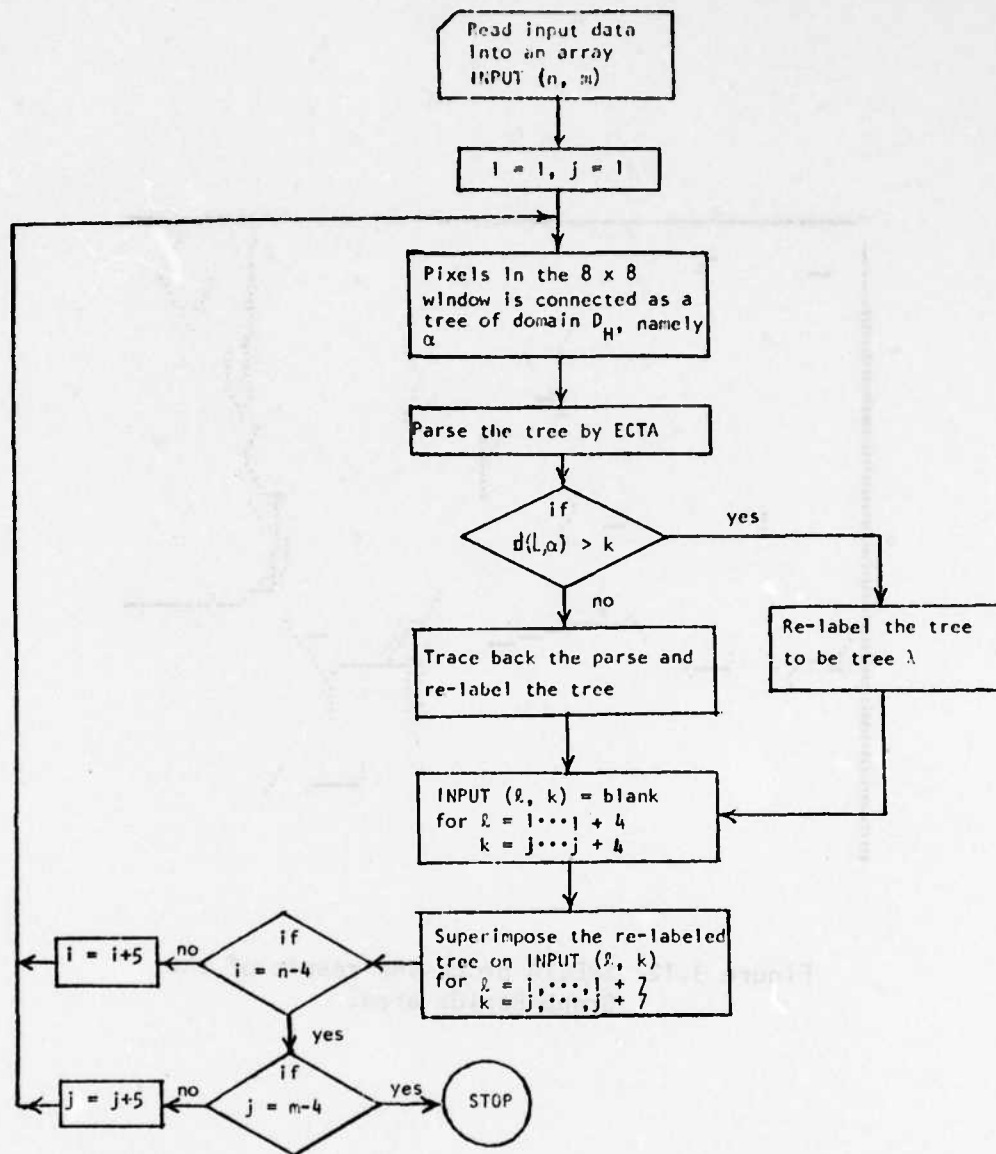 Read input data
Into an array
INPUT (n, m)
i = 1, j = 1
Pixels in the 8 x 8
window is connected as a
tree of domain D_H, namely
α
Parse the tree by ECTA
if
d(L,α) > k
yes
no
Re-label the tree
to be tree λ
Trace back the parse and
re-label the tree
INPUT (ℓ, k) = blank
for ℓ = i···i + 4
k = j···j + 4
Superimpose the re-labeled
tree on INPUT (ℓ, k)
for ℓ = i,···,i + 7
k = j,···,j + 7
if
i = n-4
no
i = i+5
yes
if
j = m-4
no
j = j+5
yes
STOP